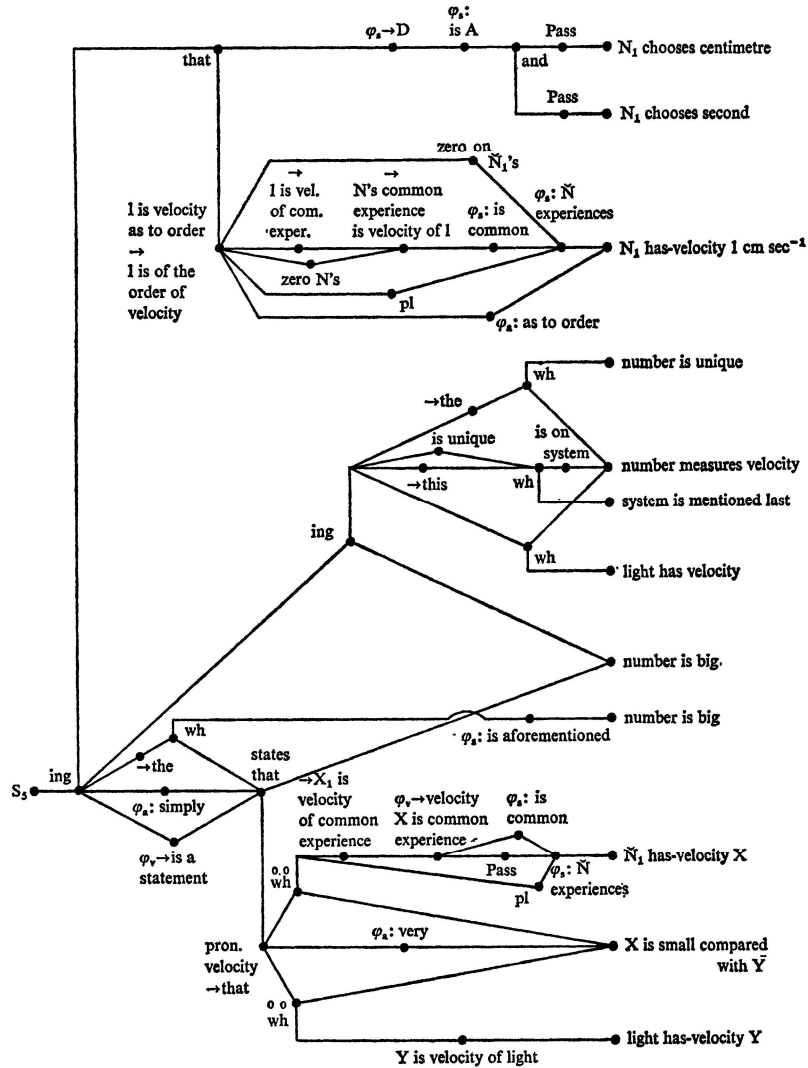 φₛ→D
φₛ:
is A
Pass
N₁ chooses centimetre
that
and
Pass
N₁ chooses second
zero on
N̆₁'s
→
1 is vel.
of com.
exper.
→
N's common
experience
is velocity of 1
φₛ: is
common
φₛ: N̆
experiences
1 is velocity
as to order
→
1 is of the
order of
velocity
zero N's
N₁ has-velocity 1 cm sec⁻¹
pl
φₐ: as to order
number is unique
wh
→the
is unique
is on
system
number measures velocity
→this
wh
system is mentioned last
ing
wh
light has velocity
number is big.
wh
number is big
φₛ: is aforementioned
→the
states
that
ing
S₅
φₐ: simply
φᵥ→is a
statement
→X₁ is
velocity
of common
experience
φᵥ→velocity
X is common
experience
φₛ: is
common
N̆₁ has-velocity X
o.o
wh
Pass
φₛ: N̆
experiences
pl
pron.
velocity
→that
φₐ: very
X is small compared
with Y
o o
wh
light has-velocity Y
Y is velocity of light